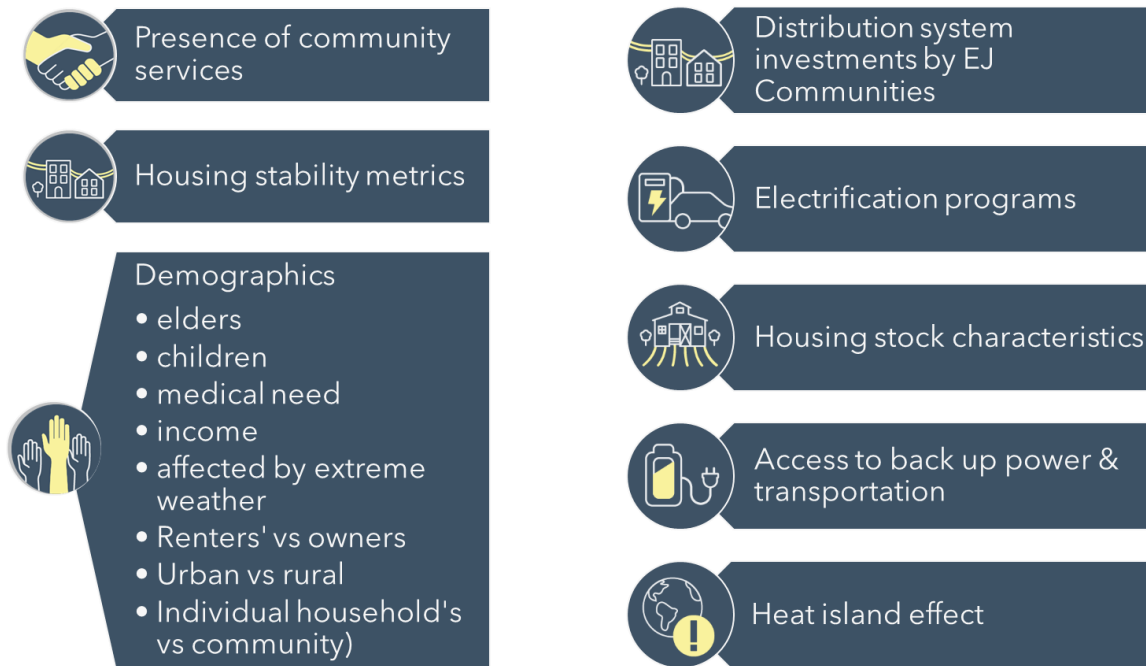 Presence of community
services
Housing stability metrics
Demographics
• elders
• children
• medical need
• income
• affected by extreme
weather
• Renters' vs owners
• Urban vs rural
• Individual household's
vs community)
Distribution system
investments by EJ
Communities
Electrification programs
Housing stock characteristics
Access to back up power &
transportation
Heat island effect